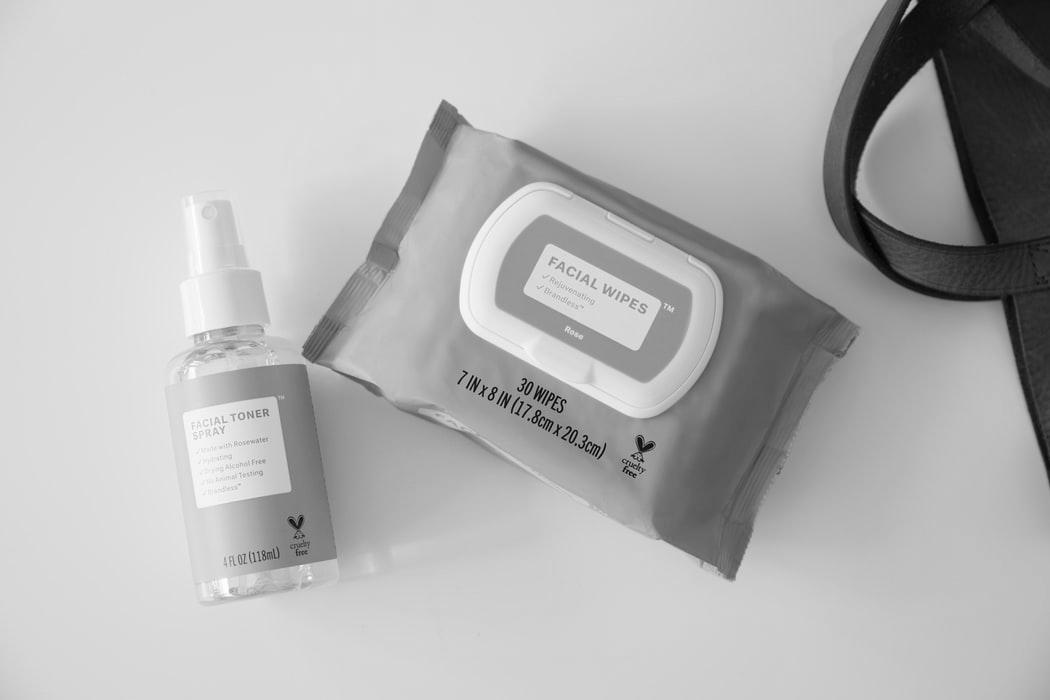 FACIAL TONER
SPRAY
™
✓ Made with Rosewater
✓ Hydrating
✓ Drying Alcohol Free
✓ No Animal Testing
✓ Brandless™
4 FL OZ (118mL)
cruelty
free
FACIAL WIPES
™
✓ Rejuvenating
✓ Brandless™
Rose
30 WIPES
7 IN x 8 IN (17.8cm x 20.3cm)
cruelty
free